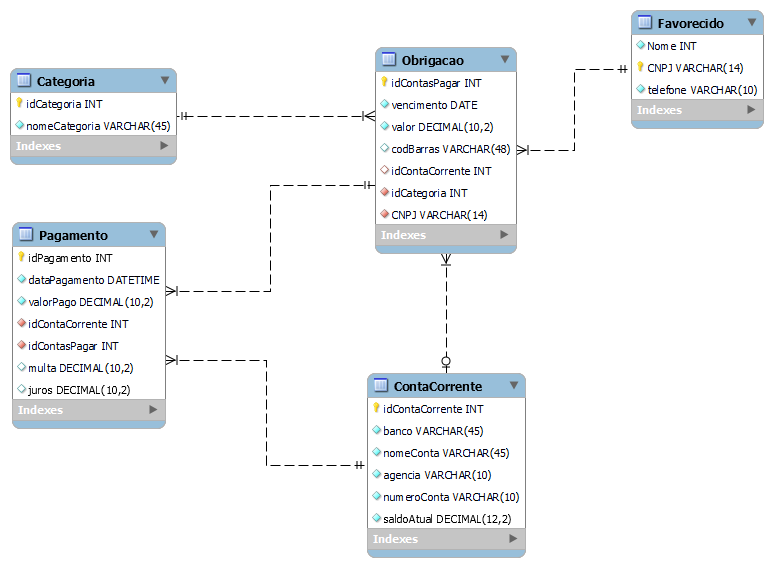 Categoria
idCategoria INT
nomeCategoria VARCHAR(45)
Indexes
Obrigacao
idContasPagar INT
vencimento DATE
valor DECIMAL(10,2)
codBarras VARCHAR(48)
idContaCorrente INT
idCategoria INT
CNPJ VARCHAR(14)
Indexes
Favorecido
Nome INT
CNPJ VARCHAR(14)
telefone VARCHAR(10)
Indexes
Pagamento
idPagamento INT
dataPagamento DATETIME
valorPago DECIMAL(10,2)
idContaCorrente INT
idContasPagar INT
multa DECIMAL(10,2)
juros DECIMAL(10,2)
Indexes
ContaCorrente
idContaCorrente INT
banco VARCHAR(45)
nomeConta VARCHAR(45)
agencia VARCHAR(10)
numeroConta VARCHAR(10)
saldoAtual DECIMAL(12,2)
Indexes